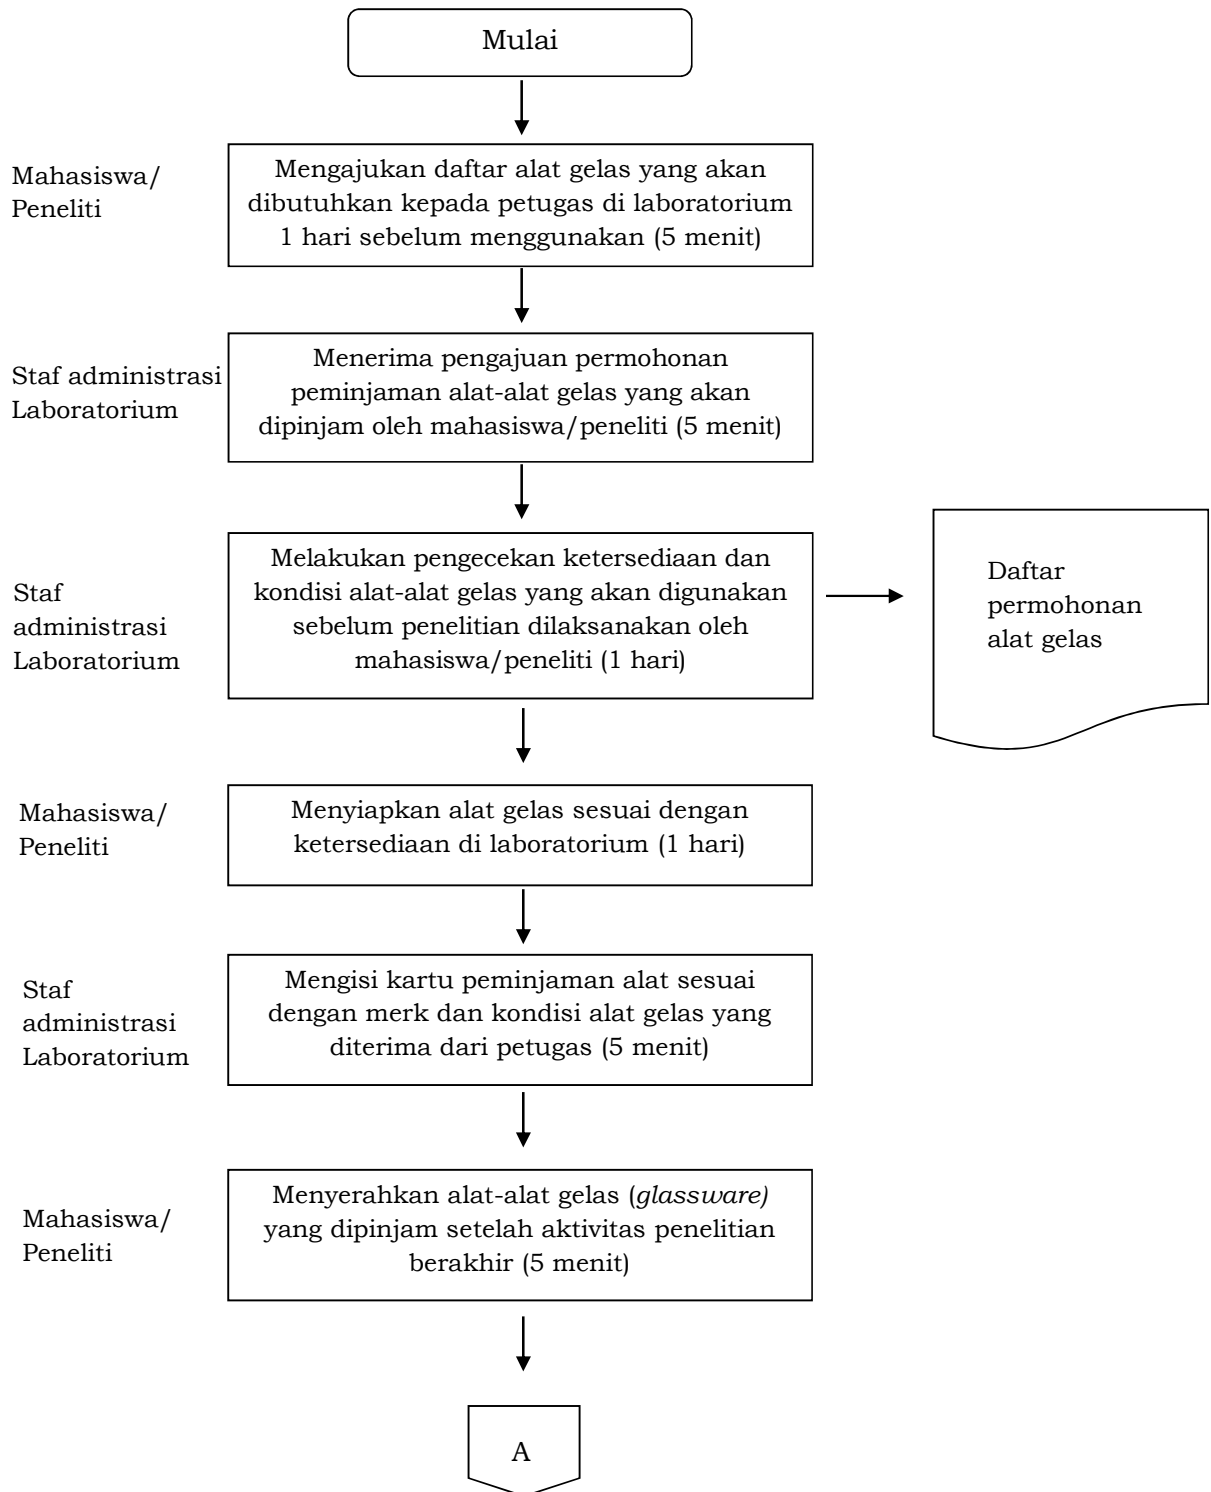 Mulai
Mahasiswa/
Peneliti
Mengajukan daftar alat gelas yang akan
dibutuhkan kepada petugas di laboratorium
1 hari sebelum menggunakan (5 menit)
Staf administrasi
Laboratorium
Menerima pengajuan permohonan
peminjaman alat-alat gelas yang akan
dipinjam oleh mahasiswa/peneliti (5 menit)
Staf
administrasi
Laboratorium
Melakukan pengecekan ketersediaan dan
kondisi alat-alat gelas yang akan digunakan
sebelum penelitian dilaksanakan oleh
mahasiswa/peneliti (1 hari)
Daftar
permohonan
alat gelas
Mahasiswa/
Peneliti
Menyiapkan alat gelas sesuai dengan
ketersediaan di laboratorium (1 hari)
Staf
administrasi
Laboratorium
Mengisi kartu peminjaman alat sesuai
dengan merk dan kondisi alat gelas yang
diterima dari petugas (5 menit)
Mahasiswa/
Peneliti
Menyerahkan alat-alat gelas (glassware)
yang dipinjam setelah aktivitas penelitian
berakhir (5 menit)
A